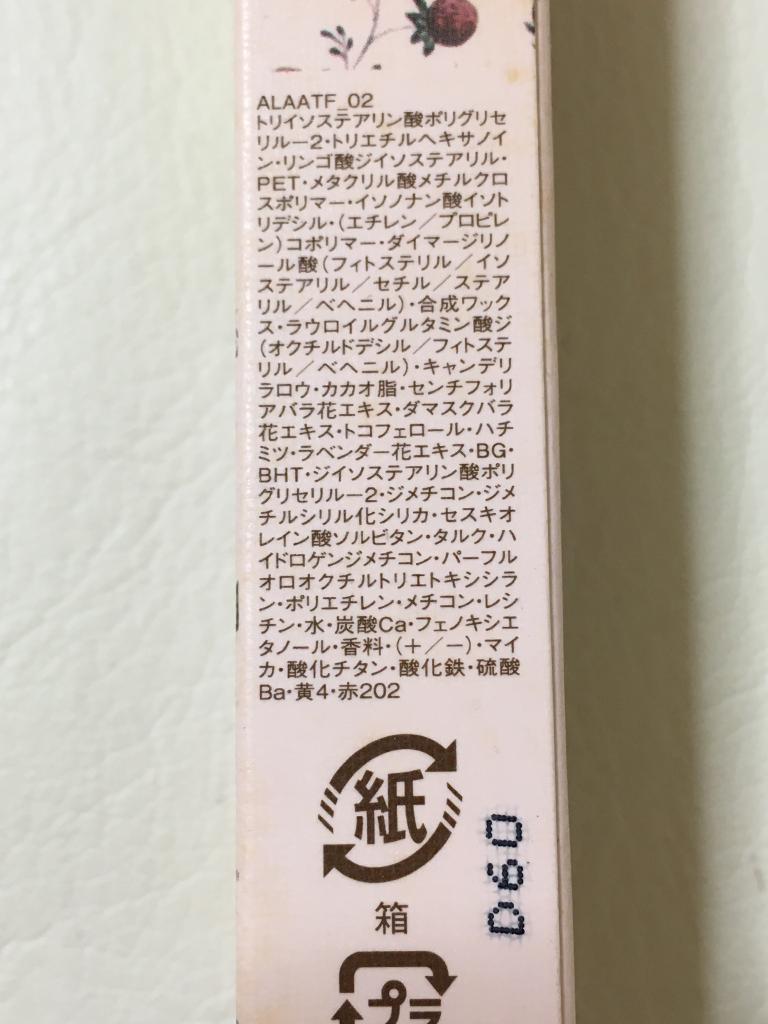 ALAATF_02
トリイソステアリン酸ポリグリセ
リルー2・トリエチルヘキサノイ
ン・リンゴ酸ジイソステアリル・
PET・メタクリル酸メチルクロ
スポリマー・イソノナン酸イソト
リデシル・(エチレン/プロピレ
ン)コポリマー・ダイマージリノ
ール酸(フィトステリル/イソ
ステアリル/セチル/ステア
リル/ベヘニル)・合成ワック
ス・ラウロイルグルタミン酸ジ
(オクチルドデシル/フィトステ
リル/ベヘニル)・キャンデリ
ラロウ・カカオ脂・センチフォリ
アバラ花エキス・ダマスクバラ
花エキス・トコフェロール・ハチ
ミツ・ラベンダー花エキス・BG・
BHT・ジイソステアリン酸ポリ
グリセリルー2・ジメチコン・ジメ
チルシリル化シリカ・セスキオ
レイン酸ソルビタン・タルク・ハ
イドロゲンジメチコン・パーフル
オロオクチルトリエトキシシラ
ン・ポリエチレン・メチコン・レシ
チン・水・炭酸Ca・フェノキシエ
タノール・香料・(+/−)・マイ
カ・酸化チタン・酸化鉄・硫酸
Ba・黄4・赤202
紙
箱
D60
プラ